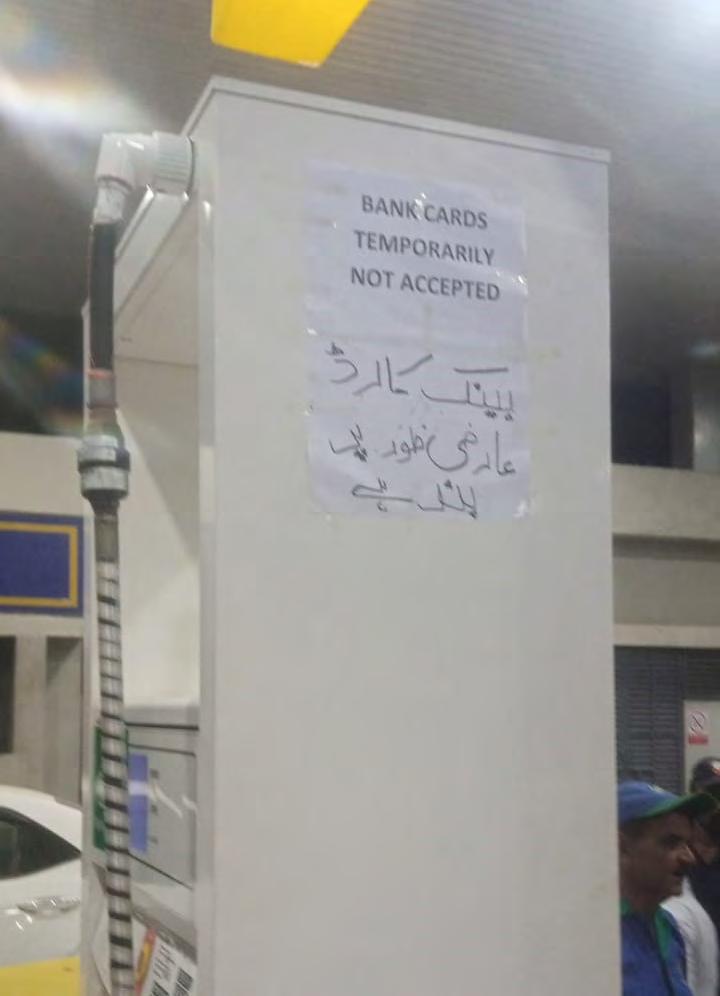 BANK CARDS
TEMPORARILY
NOT ACCEPTED
بینک کارڈ
عارضی طور پر
بند ہے